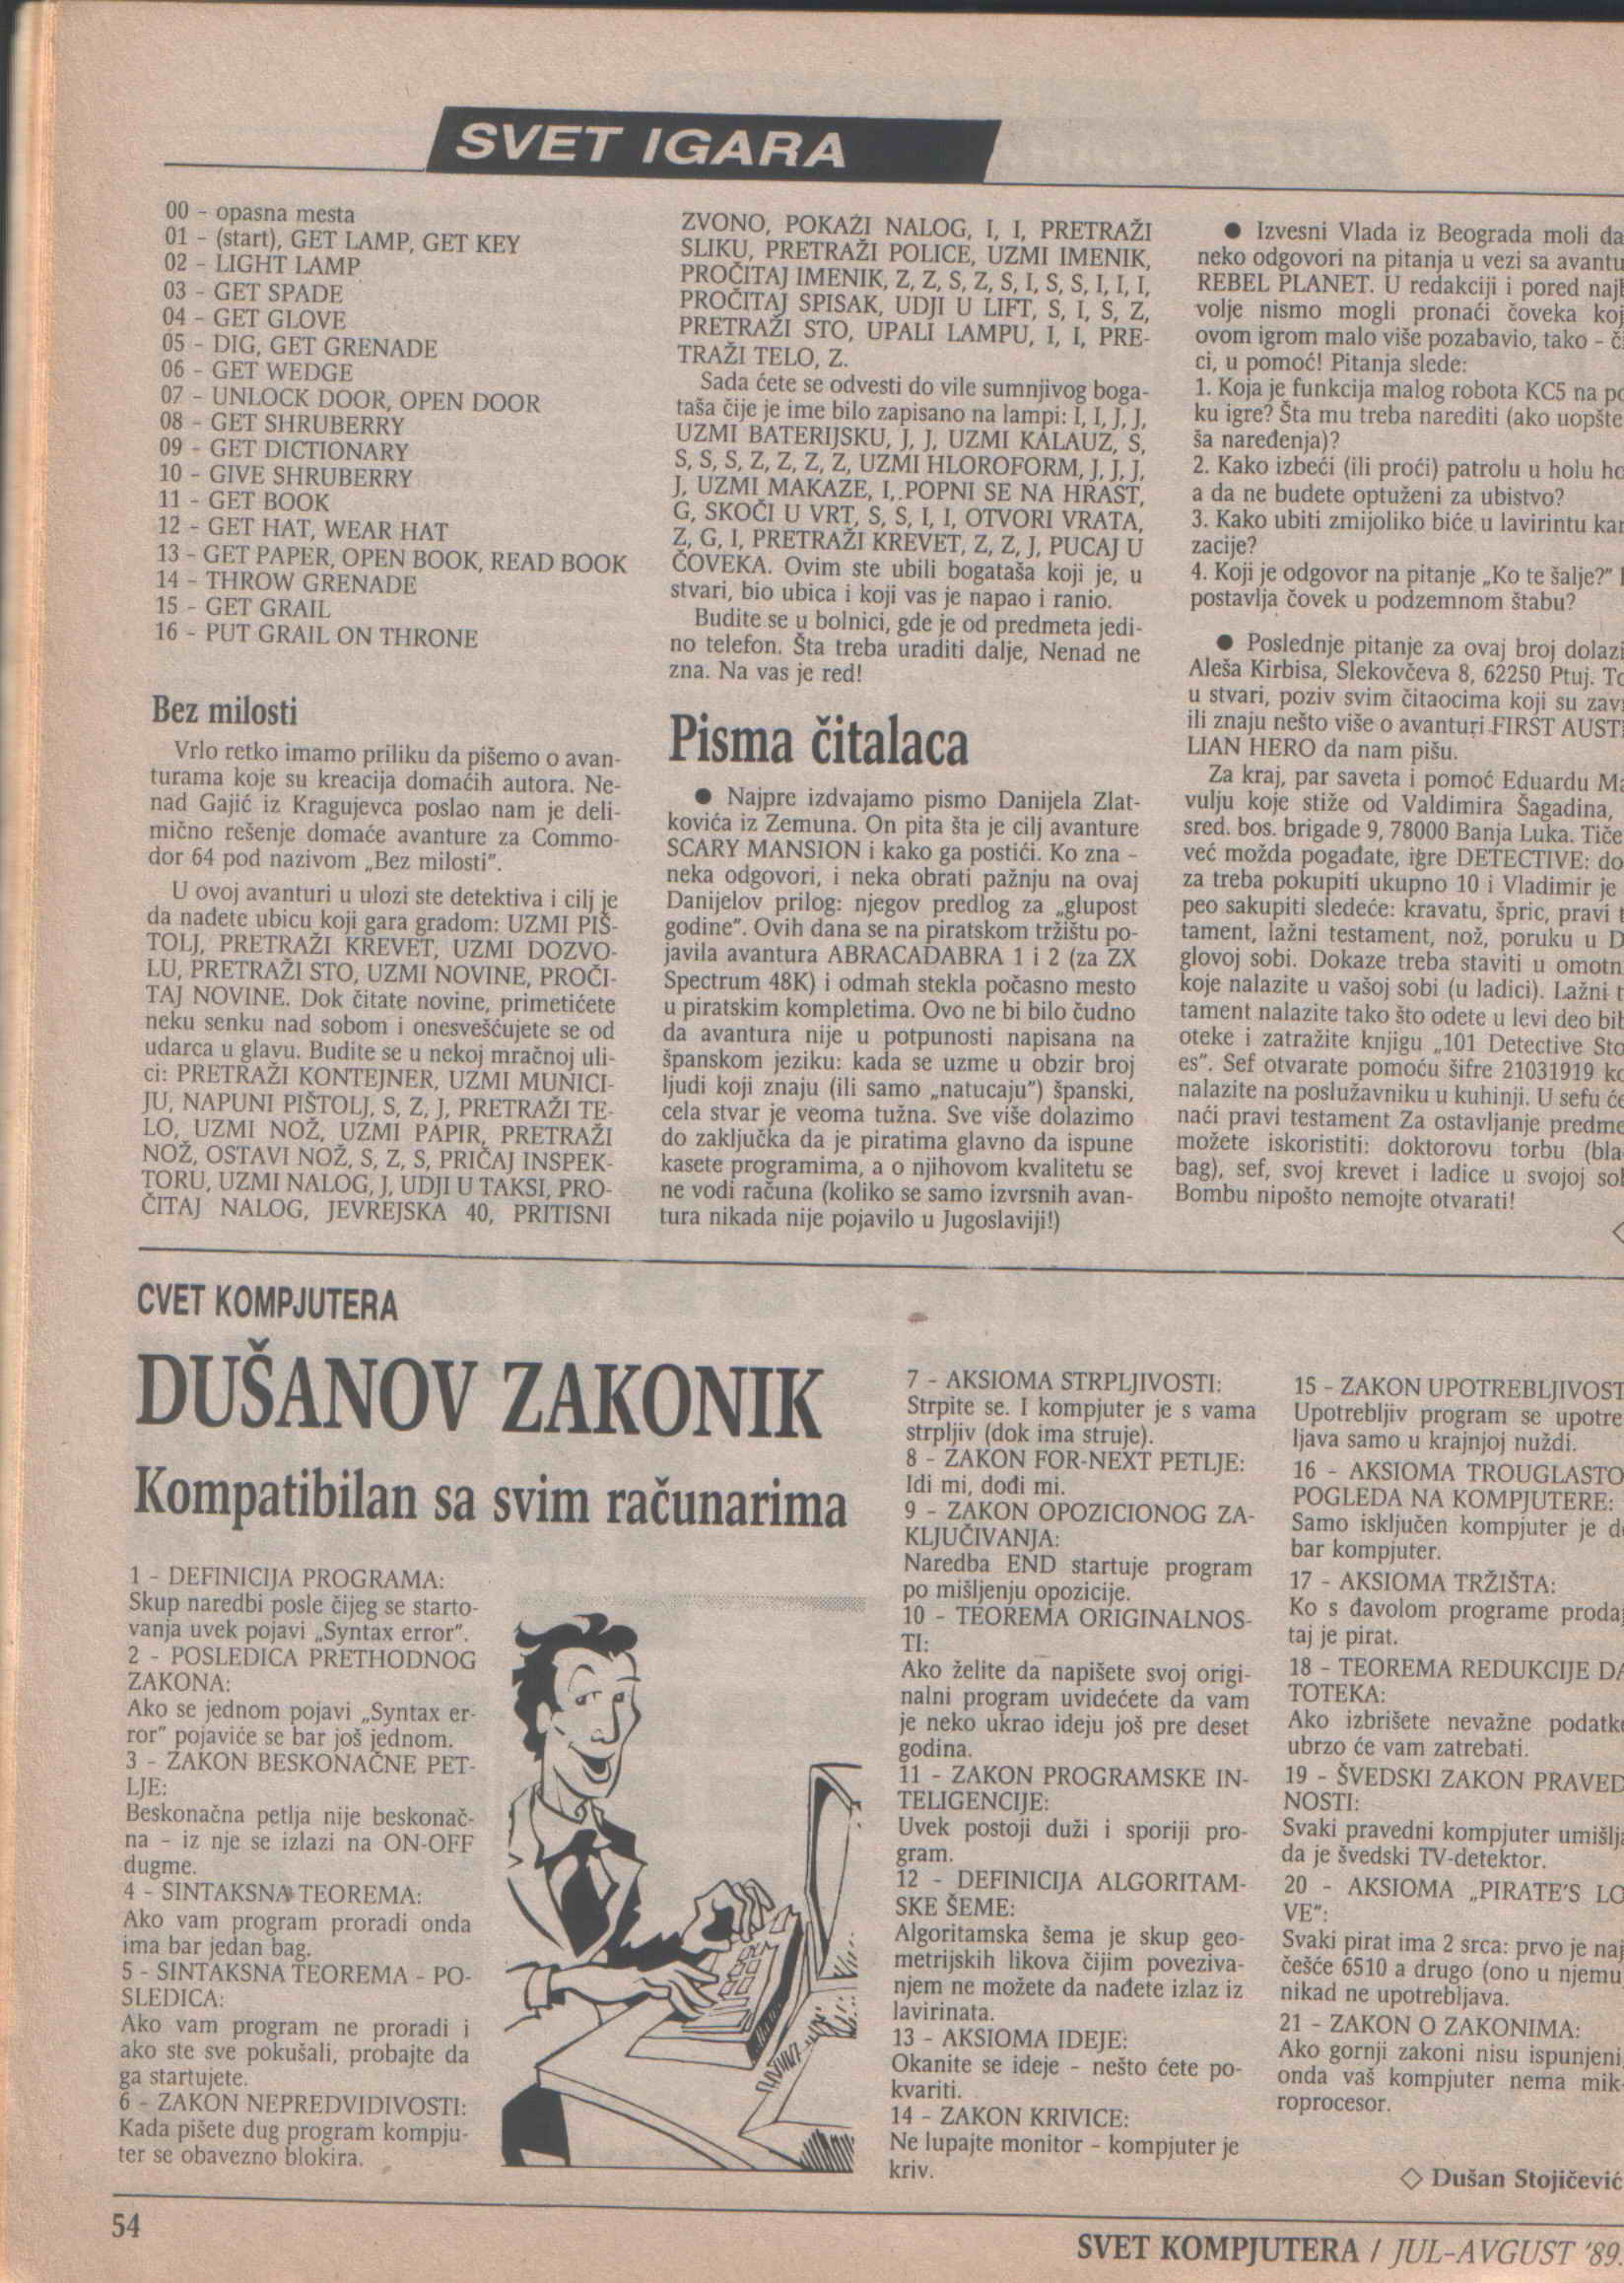 SVET IGARA
00 - opasna mesta
01 - (start), GET LAMP, GET KEY
02 - LIGHT LAMP
03 - GET SPADE
04 - GET GLOVE
05 - DIG, GET GRENADE
06 - GET WEDGE
07 - UNLOCK DOOR, OPEN DOOR
08 - GET SHRUBERRY
09 - GET DICTIONARY
10 - GIVE SHRUBERRY
11 - GET BOOK
12 - GET HAT, WEAR HAT
13 - GET PAPER, OPEN BOOK, READ BOOK
14 - THROW GRENADE
15 - GET GRAIL
16 - PUT GRAIL ON THRONE
Bez milosti
Vrlo retko imamo priliku da pišemo o avan-
turama koje su kreacija domaćih autora. Ne-
nad Gajić iz Kragujevca poslao nam je deli-
mično rešenje domaće avanture za Commo-
dor 64 pod nazivom „Bez milosti”.
U ovoj avanturi u ulozi ste detektiva i cilj je
da nađete ubicu koji gara gradom: UZMI PIŠ-
TOLJ, PRETRAŽI KREVET, UZMI DOZVO-
LU, PRETRAŽI STO, UZMI NOVINE, PROČI-
TAJ NOVINE. Dok čitate novine, primetićete
neku senku nad sobom i onesvešćujete se od
udarca u glavu. Budite se u nekoj mračnoj uli-
ci: PRETRAŽI KONTEJNER, UZMI MUNICI-
JU, NAPUNI PIŠTOLJ, S, Z, J, PRETRAŽI TE-
LO, UZMI NOŽ, UZMI PAPIR, PRETRAŽI
NOŽ, OSTAVI NOŽ, S, Z, S, PRIČAJ INSPEK-
TORU, UZMI NALOG, J, UDJI U TAKSI, PRO-
ČITAJ NALOG, JEVREJSKA 40, PRITISNI
ZVONO, POKAŽI NALOG, I, I, PRETRAŽI
SLIKU, PRETRAŽI POLICE, UZMI IMENIK,
PROČITAJ IMENIK, Z, Z, S, Z, S, I, S, S, I, I, I,
PROČITAJ SPISAK, UDJI U LIFT, S, I, S, Z,
PRETRAŽI STO, UPALI LAMPU, I, I, PRE-
TRAŽI TELO, Z.
Sada ćete se odvesti do vile sumnjivog boga-
taša čije je ime bilo zapisano na lampi: I, I, J, J,
UZMI BATERIJSKU, J, J, UZMI KALAUZ, S,
S, S, S, Z, Z, Z, Z, UZMI HLOROFORM, J, J, J,
J, UZMI MAKAZE, I, POPNI SE NA HRAST,
G, SKOČI U VRT, S, S, I, I, OTVORI VRATA,
Z, G, I, PRETRAŽI KREVET, Z, Z, J, PUCAJ U
ČOVEKA. Ovim ste ubili bogataša koji je, u
stvari, bio ubica i koji vas je napao i ranio.
Budite se u bolnici, gde je od predmeta jedi-
no telefon. Šta treba uraditi dalje, Nenad ne
zna. Na vas je red!
Pisma čitalaca
● Najpre izdvajamo pismo Danijela Zlat-
kovića iz Zemuna. On pita šta je cilj avanture
SCARY MANSION i kako ga postići. Ko zna -
neka odgovori, i neka obrati pažnju na ovaj
Danijelov prilog: njegov predlog za „glupost
godine”. Ovih dana se na piratskom tržištu po-
javila avantura ABRACADABRA 1 i 2 (za ZX
Spectrum 48K) i odmah stekla počasno mesto
u piratskim kompletima. Ovo ne bi bilo čudno
da avantura nije u potpunosti napisana na
španskom jeziku: kada se uzme u obzir broj
ljudi koji znaju (ili samo „natucaju”) španski,
cela stvar je veoma tužna. Sve više dolazimo
do zaključka da je piratima glavno da ispune
kasete programima, a o njihovom kvalitetu se
ne vodi računa (koliko se samo izvrsnih avan-
tura nikada nije pojavilo u Jugoslaviji!)
● Izvesni Vlada iz Beograda moli da
neko odgovori na pitanja u vezi sa avantu
REBEL PLANET. U redakciji i pored najl
volje nismo mogli pronaći čoveka koj
ovom igrom malo više pozabavio, tako - či
ci, u pomoć! Pitanja slede:
1. Koja je funkcija malog robota KC5 na po
ku igre? Šta mu treba narediti (ako uopšte
ša naređenja)?
2. Kako izbeći (ili proći) patrolu u holu ho
a da ne budete optuženi za ubistvo?
3. Kako ubiti zmijoliko biće u lavirintu kan
zacije?
4. Koji je odgovor na pitanje „Ko te šalje?”
postavlja čovek u podzemnom štabu?
● Poslednje pitanje za ovaj broj dolazi
Aleša Kirbisa, Slekovčeva 8, 62250 Ptuj. To
u stvari, poziv svim čitaocima koji su zavr
ili znaju nešto više o avanturi FIRST AUST
LIAN HERO da nam pišu.
Za kraj, par saveta i pomoć Eduardu Ma
vulju koje stiže od Valdimira Šagadina,
sred. bos. brigade 9, 78000 Banja Luka. Tiče
već možda pogađate, igre DETECTIVE: do
za treba pokupiti ukupno 10 i Vladimir je
peo sakupiti sledeće: kravatu, špric, pravi t
tament, lažni testament, nož, poruku u D
glovoj sobi. Dokaze treba staviti u omotn
koje nalazite u vašoj sobi (u ladici). Lažni t
tament nalazite tako što odete u levi deo bib
oteke i zatražite knjigu „101 Detective Sto
es”. Sef otvarate pomoću šifre 21031919 ko
nalazite na poslužavniku u kuhinji. U sefu će
naći pravi testament Za ostavljanje predme
možete iskoristiti: doktorovu torbu (bla
bag), sef, svoj krevet i ladice u svojoj sob
Bombu nipošto nemojte otvarati!
CVET KOMPJUTERA
DUŠANOV ZAKONIK
Kompatibilan sa svim računarima
1 - DEFINICIJA PROGRAMA:
Skup naredbi posle čijeg se starto-
vanja uvek pojavi „Syntax error”.
2 - POSLEDICA PRETHODNOG
ZAKONA:
Ako se jednom pojavi „Syntax er-
ror” pojaviće se bar još jednom.
3 - ZAKON BESKONAČNE PET-
LJE:
Beskonačna petlja nije beskonač-
na - iz nje se izlazi na ON-OFF
dugme.
4 - SINTAKSNA TEOREMA:
Ako vam program proradi onda
ima bar jedan bag.
5 - SINTAKSNA TEOREMA - PO-
SLEDICA:
Ako vam program ne proradi i
ako ste sve pokušali, probajte da
ga startujete.
6 - ZAKON NEPREDVIDIVOSTI:
Kada pišete dug program kompju-
ter se obavezno blokira.
7 - AKSIOMA STRPLJIVOSTI:
Strpite se. I kompjuter je s vama
strpljiv (dok ima struje).
8 - ZAKON FOR-NEXT PETLJE:
Idi mi, dođi mi.
9 - ZAKON OPOZICIONOG ZA-
KLJUČIVANJA:
Naredba END startuje program
po mišljenju opozicije.
10 - TEOREMA ORIGINALNOS-
TI:
Ako želite da napišete svoj origi-
nalni program uvidećete da vam
je neko ukrao ideju još pre deset
godina.
11 - ZAKON PROGRAMSKE IN-
TELIGENCIJE:
Uvek postoji duži i sporiji pro-
gram.
12 - DEFINICIJA ALGORITAM-
SKE ŠEME:
Algoritamska šema je skup geo-
metrijskih likova čijim poveziva-
njem ne možete da nađete izlaz iz
lavirinata.
13 - AKSIOMA IDEJE:
Okanite se ideje - nešto ćete po-
kvariti.
14 - ZAKON KRIVICE:
Ne lupajte monitor - kompjuter je
kriv.
15 - ZAKON UPOTREBLJIVOST
Upotrebljiv program se upotre
ljava samo u krajnjoj nuždi.
16 - AKSIOMA TROUGLASTO
POGLEDA NA KOMPJUTERE:
Samo isključen kompjuter je do
bar kompjuter.
17 - AKSIOMA TRŽIŠTA:
Ko s đavolom programe prodaj
taj je pirat.
18 - TEOREMA REDUKCIJE DA
TOTEKA:
Ako izbrišete nevažne podatke
ubrzo će vam zatrebati.
19 - ŠVEDSKI ZAKON PRAVED
NOSTI:
Svaki pravedni kompjuter umišlja
da je švedski TV-detektor.
20 - AKSIOMA „PIRATE'S LO
VE”:
Svaki pirat ima 2 srca: prvo je naj
češće 6510 a drugo (ono u njemu)
nikad ne upotrebljava.
21 - ZAKON O ZAKONIMA:
Ako gornji zakoni nisu ispunjeni,
onda vaš kompjuter nema mik-
roprocesor.
◇ Dušan Stojičević
54
SVET KOMPJUTERA / JUL-AVGUST '89.